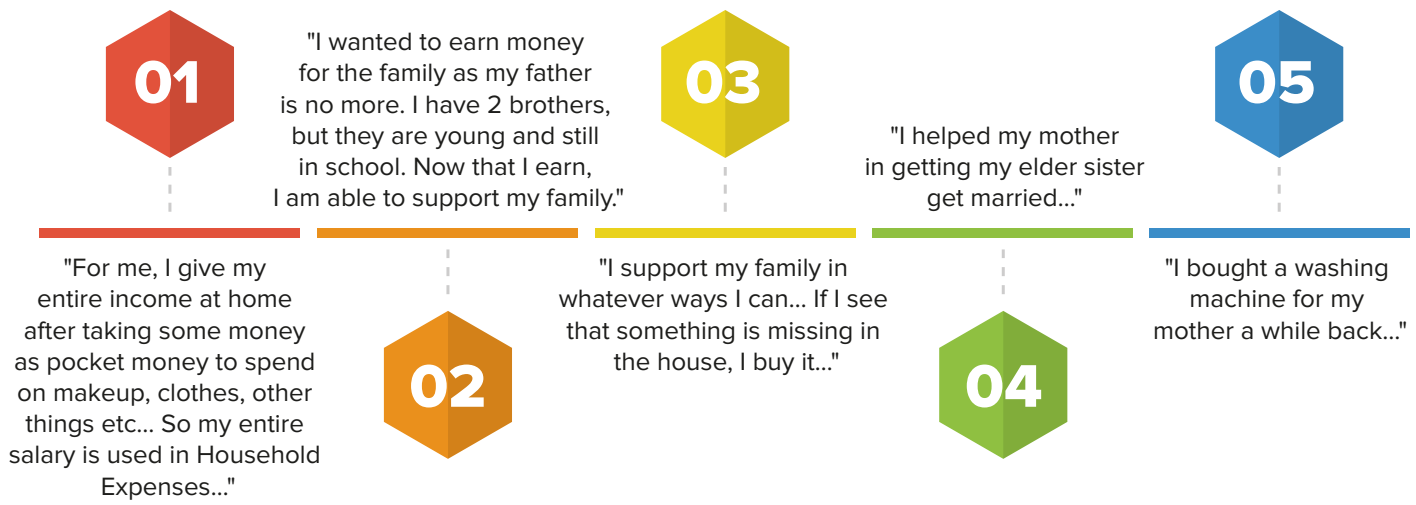 01
"For me, I give my
entire income at home
after taking some money
as pocket money to spend
on makeup, clothes, other
things etc... So my entire
salary is used in Household
Expenses..."
"I wanted to earn money
for the family as my father
is no more. I have 2 brothers,
but they are young and still
in school. Now that I earn,
I am able to support my family."
02
03
"I support my family in
whatever ways I can... If I see
that something is missing in
the house, I buy it..."
"I helped my mother
in getting my elder sister
get married..."
04
05
"I bought a washing
machine for my
mother a while back..."